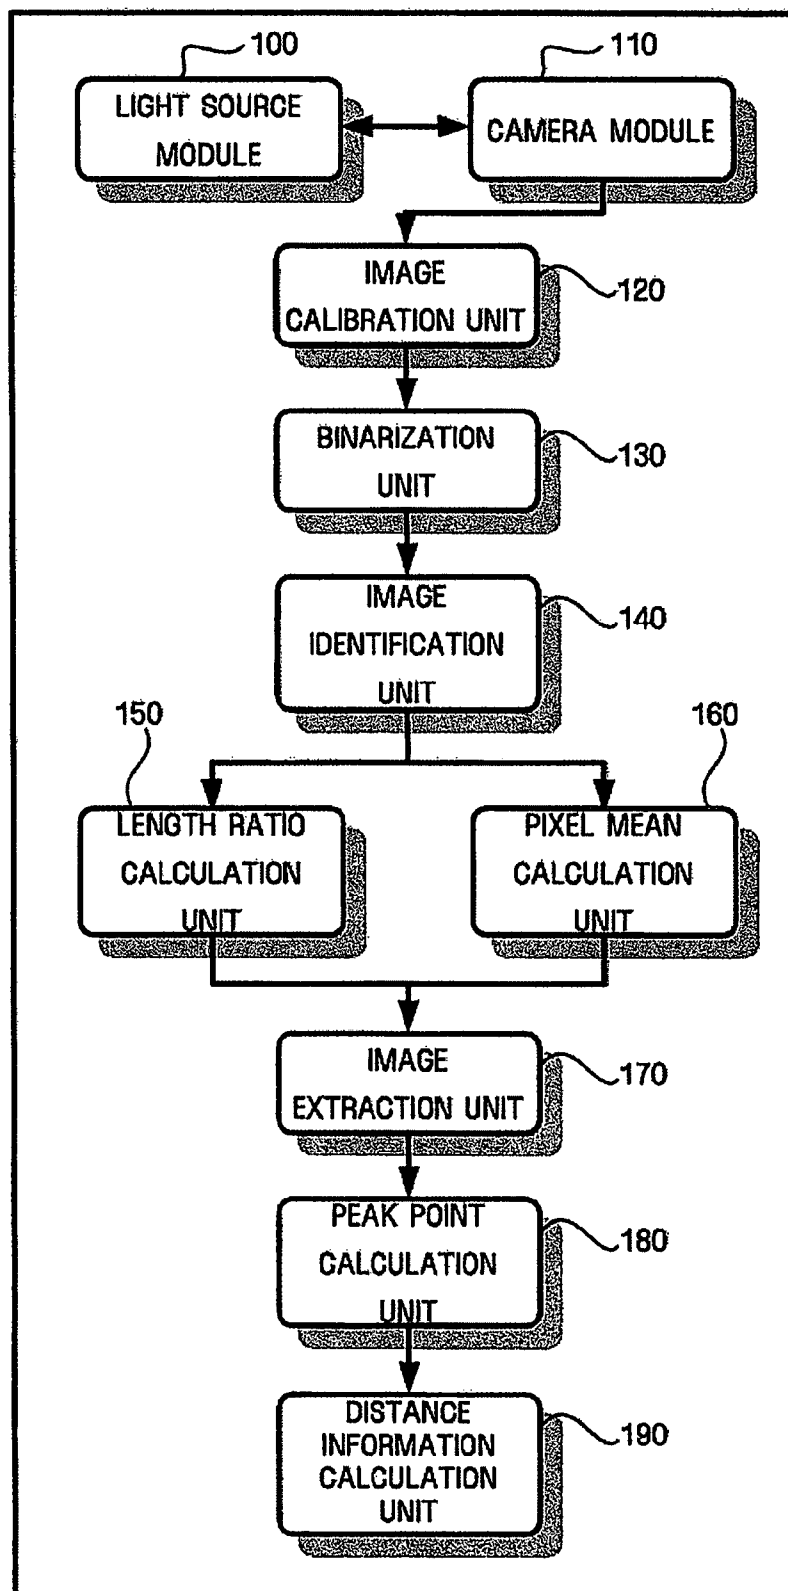 100
110
LIGHT SOURCE
MODULE
CAMERA MODULE
IMAGE
CALIBRATION UNIT
120
BINARIZATION
UNIT
130
IMAGE
IDENTIFICATION
UNIT
140
150
160
LENGTH RATIO
CALCULATION
UNIT
PIXEL MEAN
CALCULATION
UNIT
IMAGE
EXTRACTION UNIT
170
PEAK POINT
CALCULATION
UNIT
180
DISTANCE
INFORMATION
CALCULATION
UNIT
190